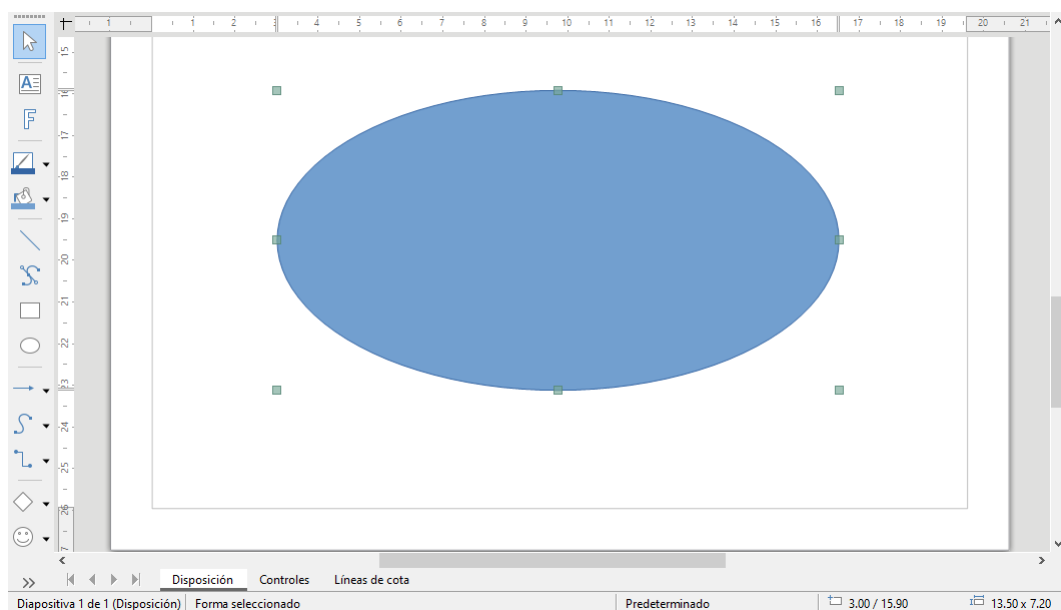 1 1 2 3 4 5 6 7 8 9 10 11 12 13 14 15 16 17 18 19 20 21
15
16
17
18
19
20
21
22
23
24
25
26
27
A
F
Disposición Controles Líneas de cota
Diapositiva 1 de 1 (Disposición) Forma seleccionado Predeterminado 3.00 / 15.90 13.50 x 7.20